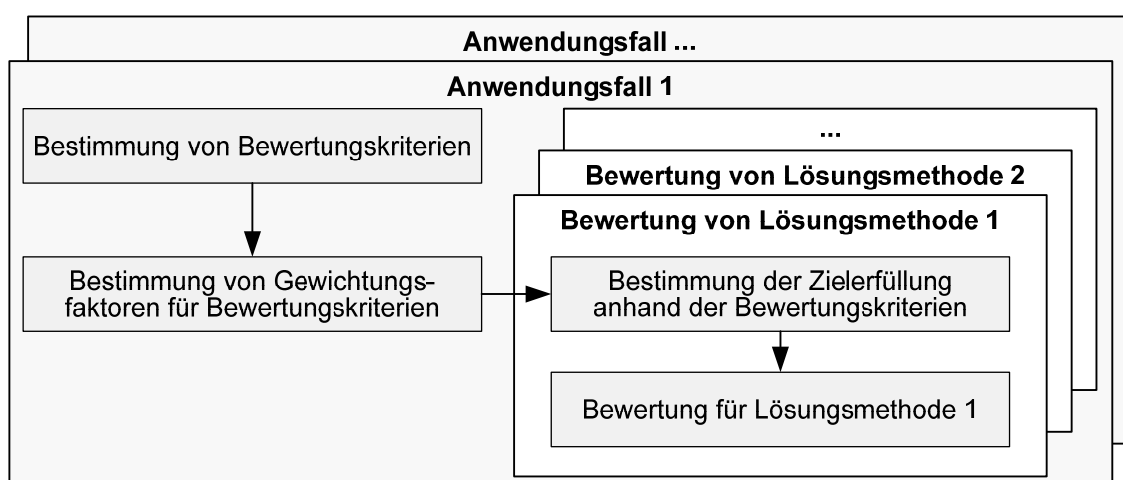 Anwendungsfall ...
Anwendungsfall 1
Bestimmung von Bewertungskriterien
Bestimmung von Gewichtungs-
faktoren für Bewertungskriterien
...
Bewertung von Lösungsmethode 2
Bewertung von Lösungsmethode 1
Bestimmung der Zielerfüllung
anhand der Bewertungskriterien
Bewertung für Lösungsmethode 1